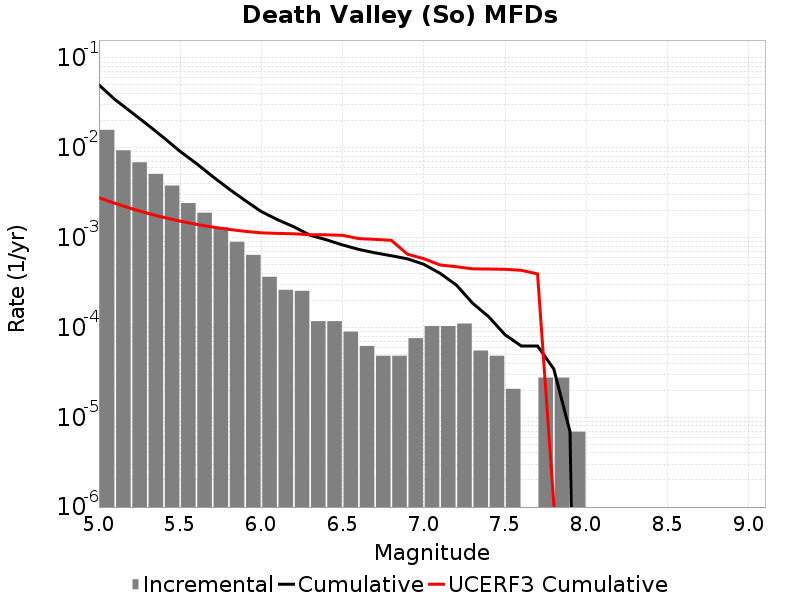 Death Valley (So) MFDs
10-1
10-2
10-3
10-4
10-5
10-6
Rate (1/yr)
5.0 5.5 6.0 6.5 7.0 7.5 8.0 8.5 9.0
Magnitude
Incremental Cumulative UCERF3 Cumulative